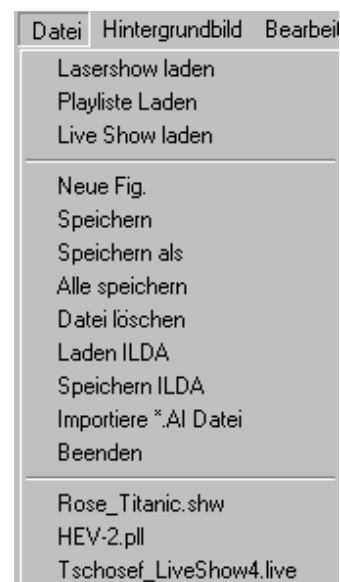 Datei Hintergrundbild Bearbeit
Lasershow laden
Playliste Laden
Live Show laden
Neue Fig.
Speichern
Speichern als
Alle speichern
Datei löschen
Laden ILDA
Speichern ILDA
Importiere *.AI Datei
Beenden
Rose_Titanic.shw
HEV-2.pll
Tschosef_LiveShow4.live